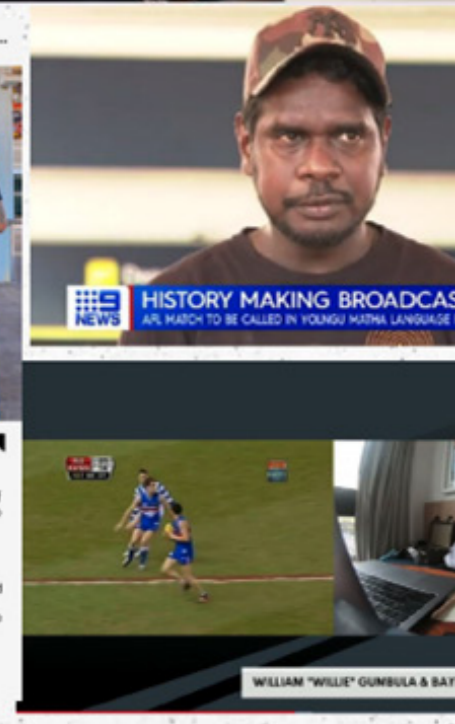 HISTORY MAKING BROADCAS
9
NEWS
AFL MATCH TO BE CALLED IN YOLNGU MATHA LANGUAGE
WILLIAM "WILLIE" GUMBULA & BAY